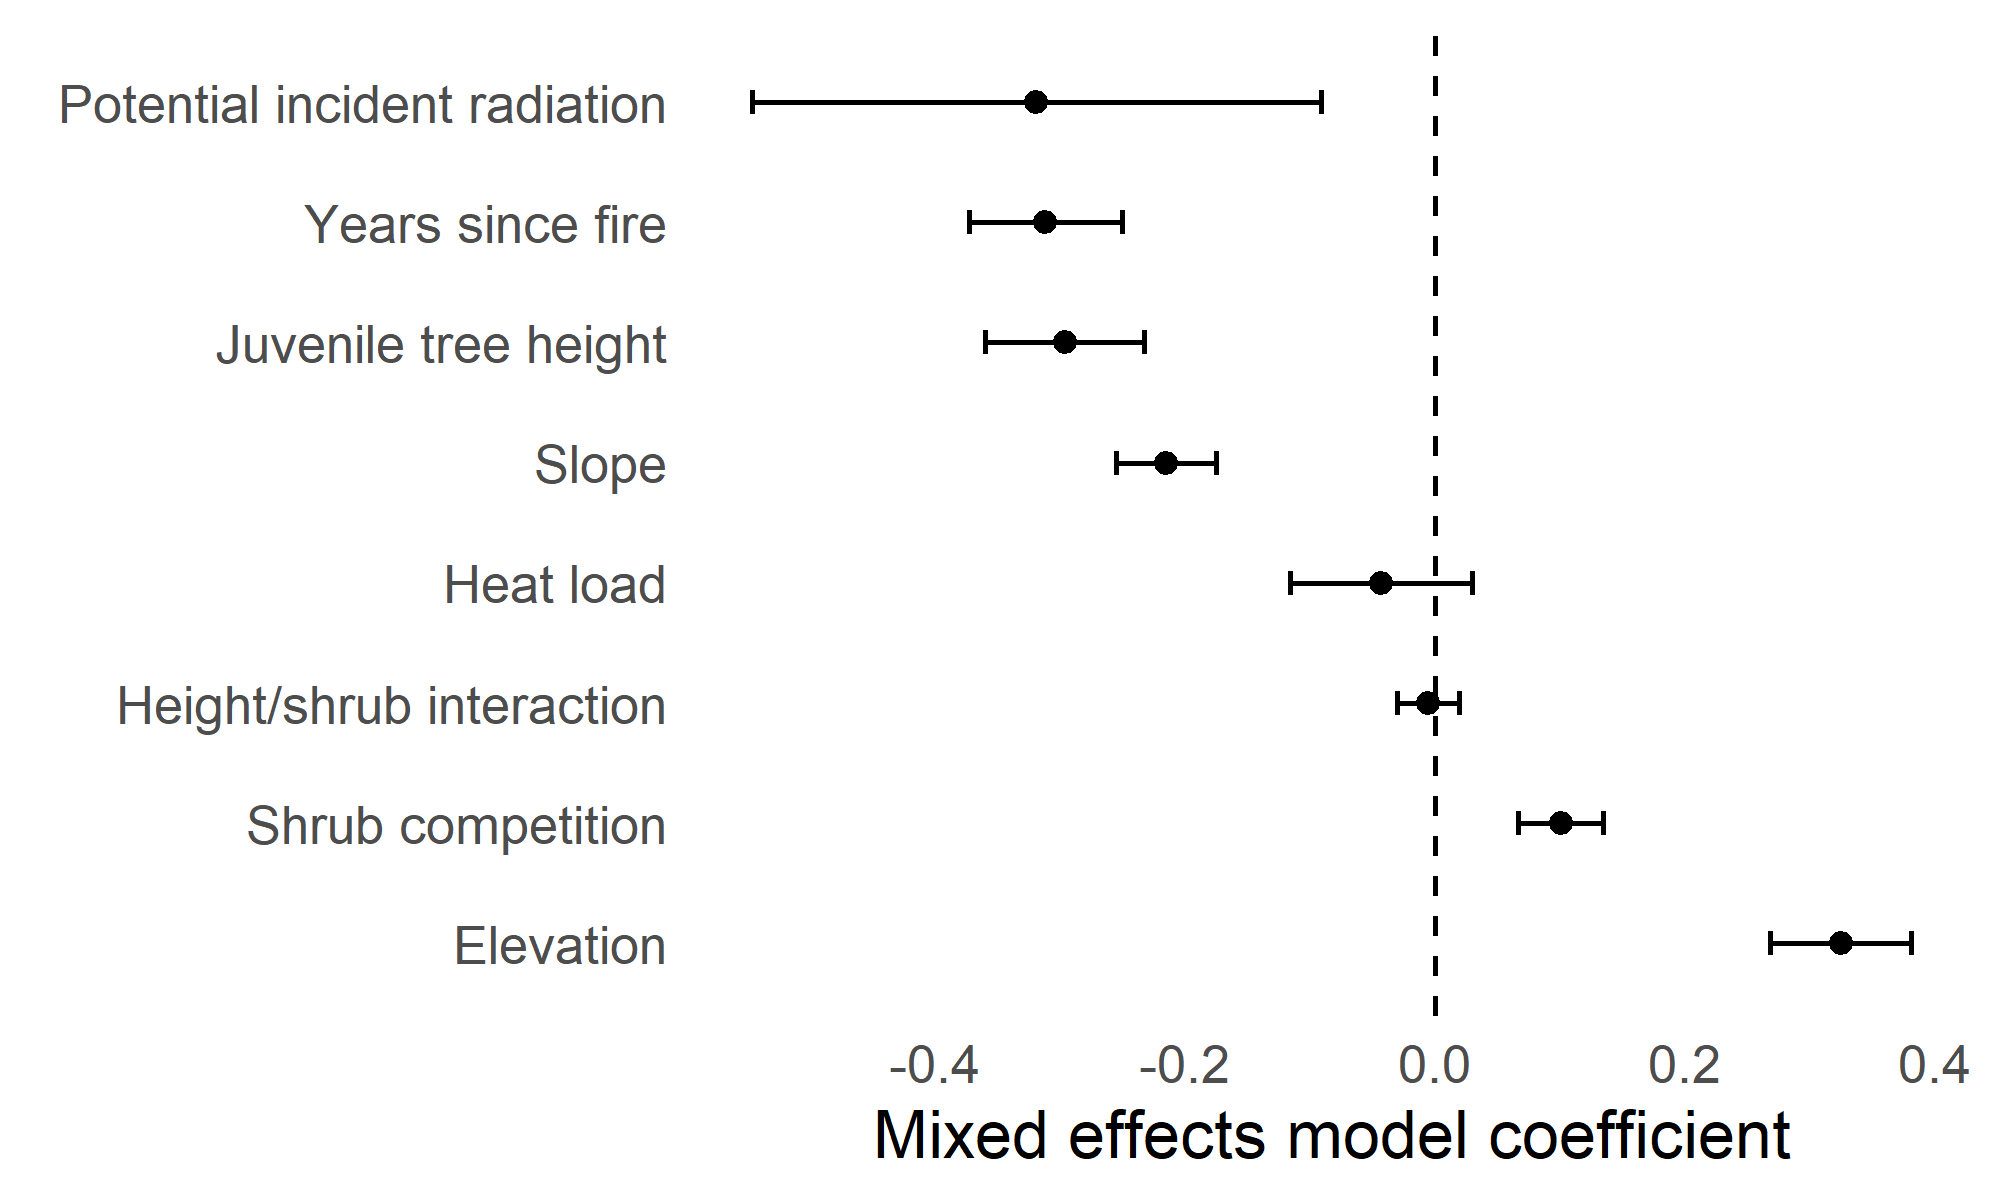 Potential incident radiation
Years since fire
Juvenile tree height
Slope
Heat load
Height/shrub interaction
Shrub competition
Elevation
-0.4 -0.2 0.0 0.2 0.4
Mixed effects model coefficient